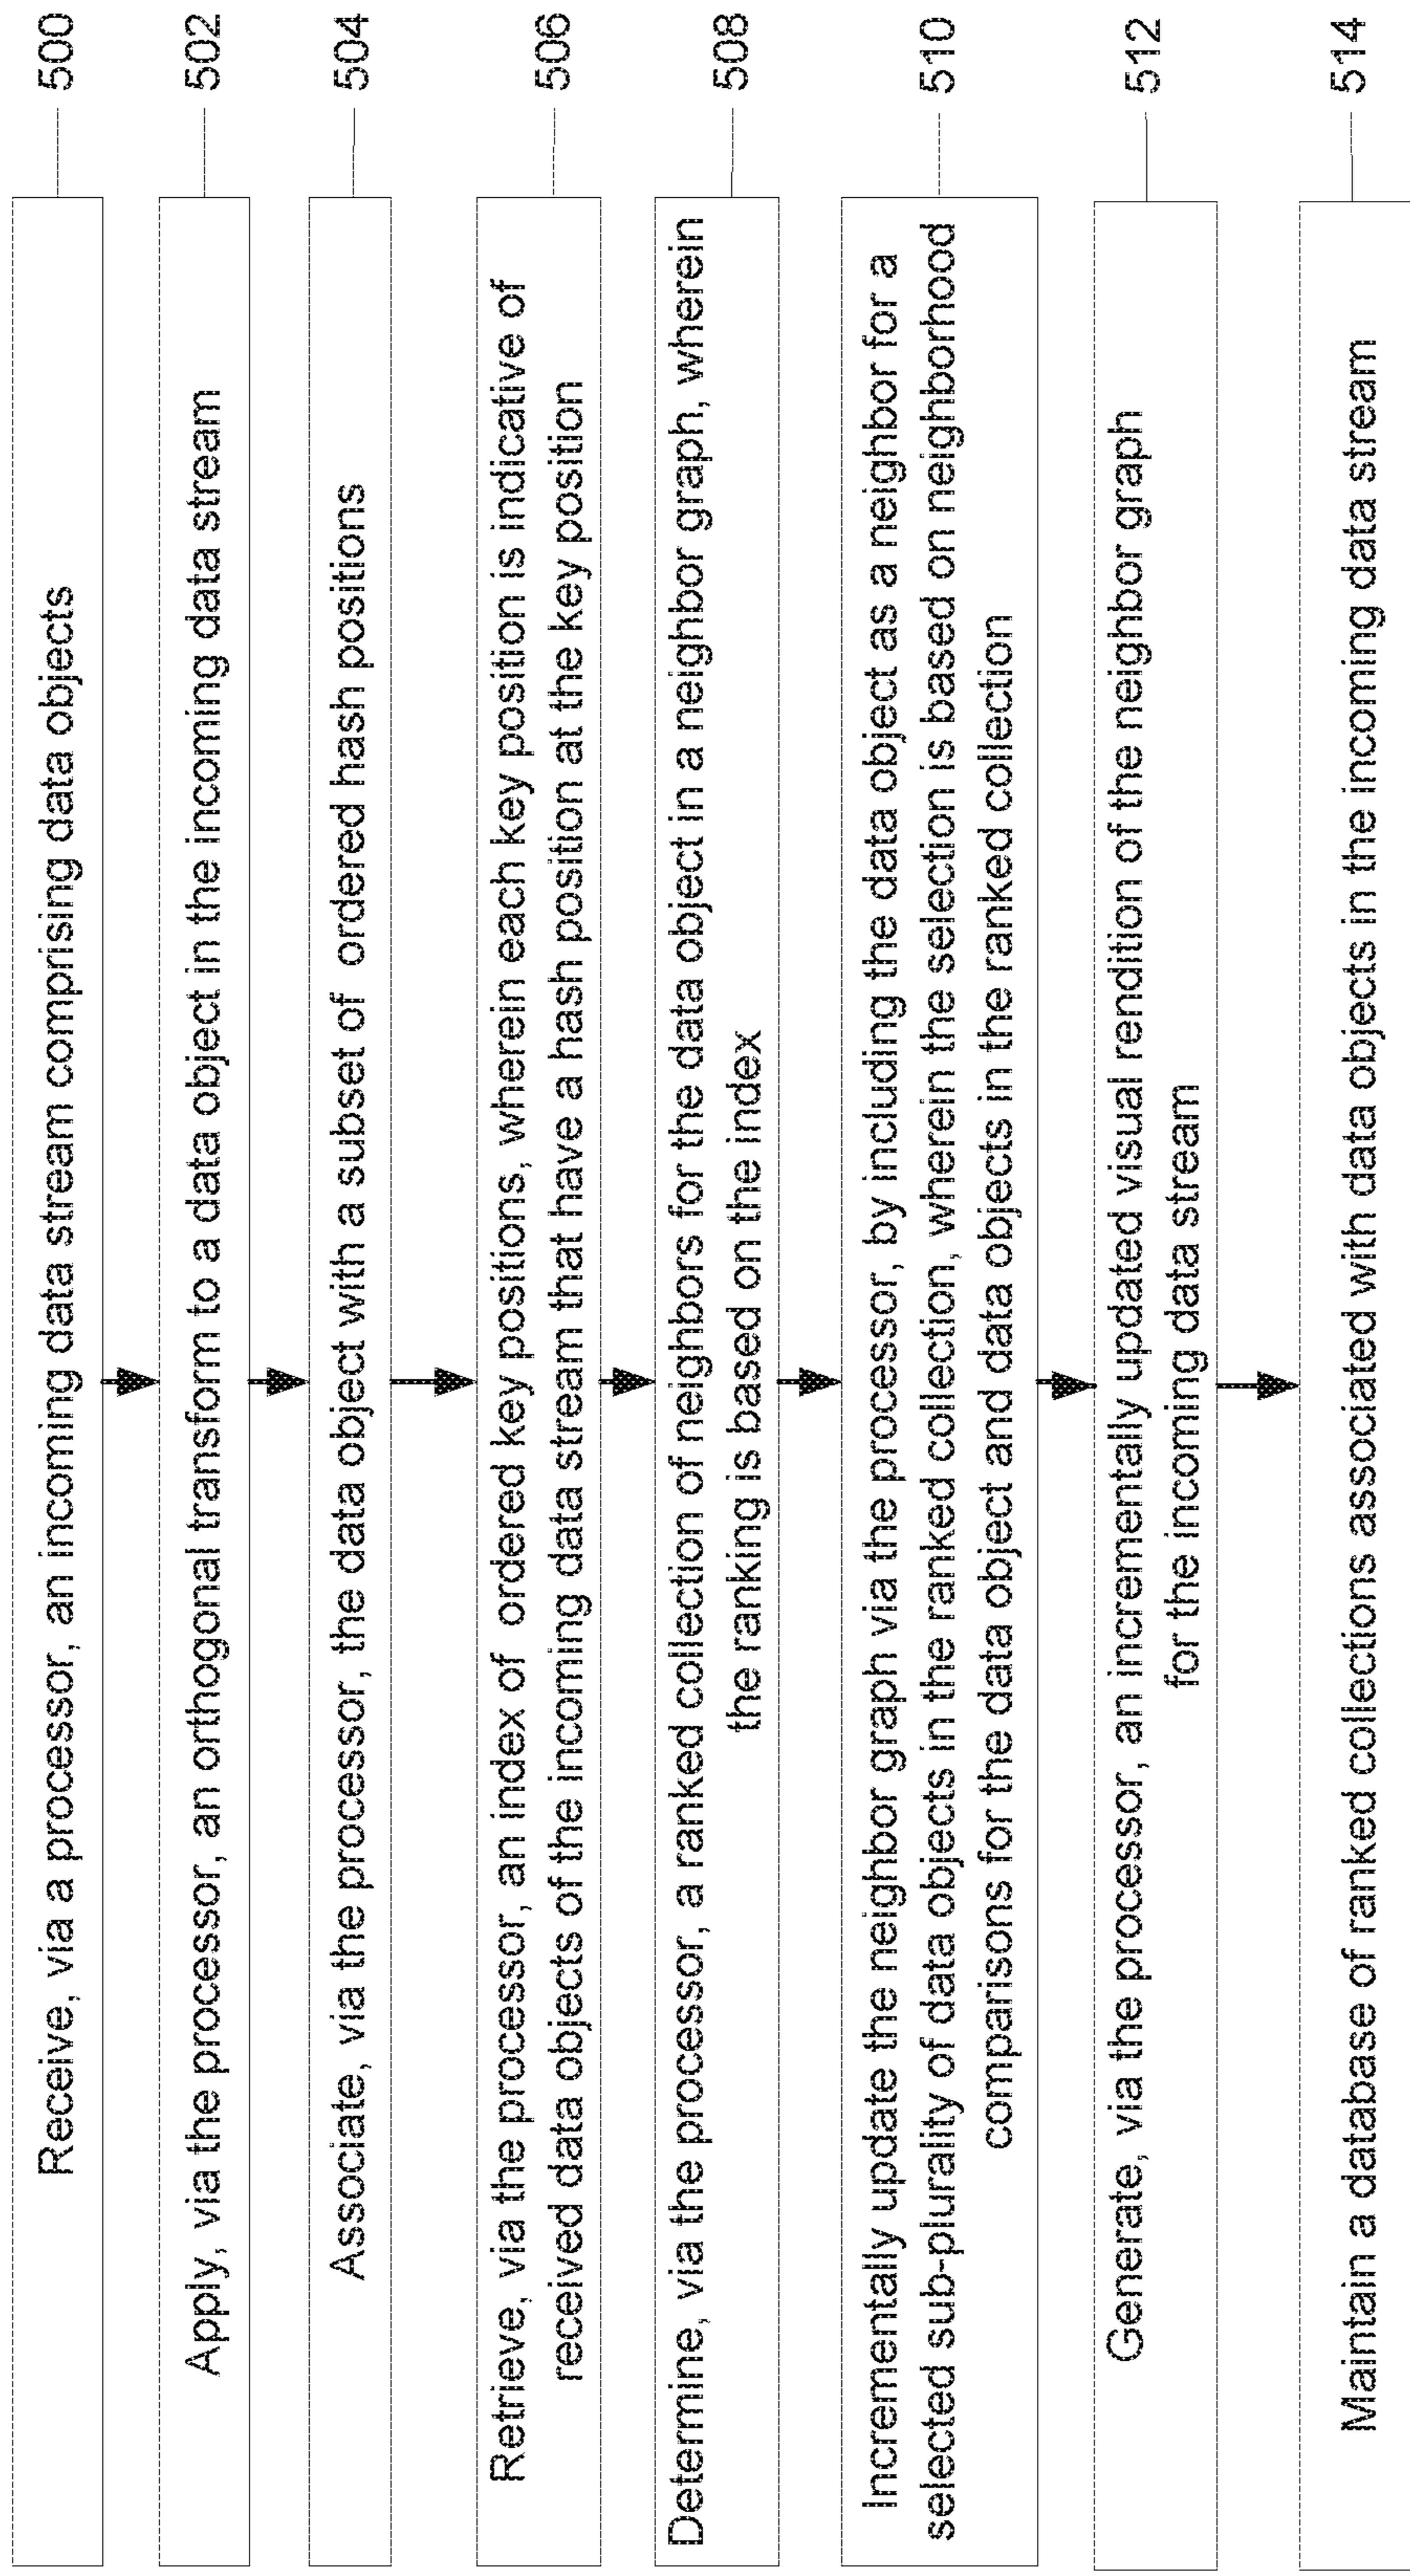 Receive, via a processor, an incoming data stream comprising data objects
500
Apply, via the processor, an orthogonal transform to a data object in the incoming data stream
502
Associate, via the processor, the data object with a subset of ordered hash positions
504
Retrieve, via the processor, an index of ordered key positions, wherein each key position is indicative of
received data objects of the incoming data stream that have a hash position at the key position
506
Determine, via the processor, a ranked collection of neighbors for the data object in a neighbor graph, wherein
the ranking is based on the index
508
Incrementally update the neighbor graph via the processor, by including the data object as a neighbor for a
selected sub-plurality of data objects in the ranked collection, wherein the selection is based on neighborhood
comparisons for the data object and data objects in the ranked collection
510
Generate, via the processor, an incrementally updated visual rendition of the neighbor graph
for the incoming data stream
512
Maintain a database of ranked collections associated with data objects in the incoming data stream
514